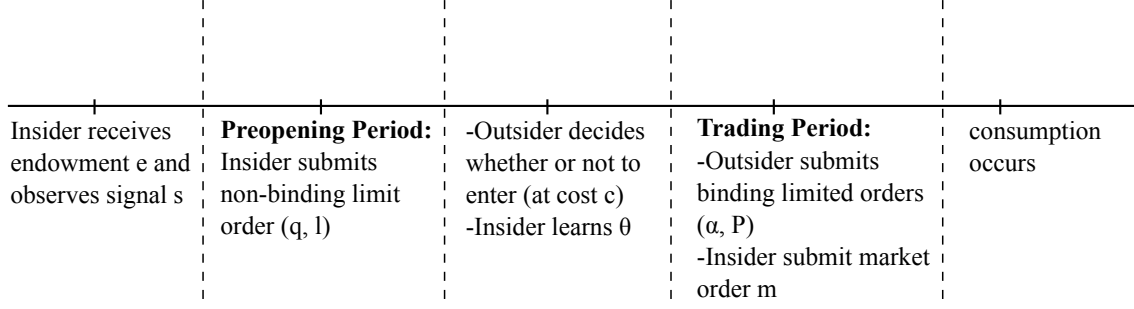 Insider receives
endowment e and
observes signal s
Preopening Period:
Insider submits
non-binding limit
order (q, l)
-Outsider decides
whether or not to
enter (at cost c)
-Insider learns θ
Trading Period:
-Outsider submits
binding limited orders
(α, P)
-Insider submit market
order m
consumption
occurs